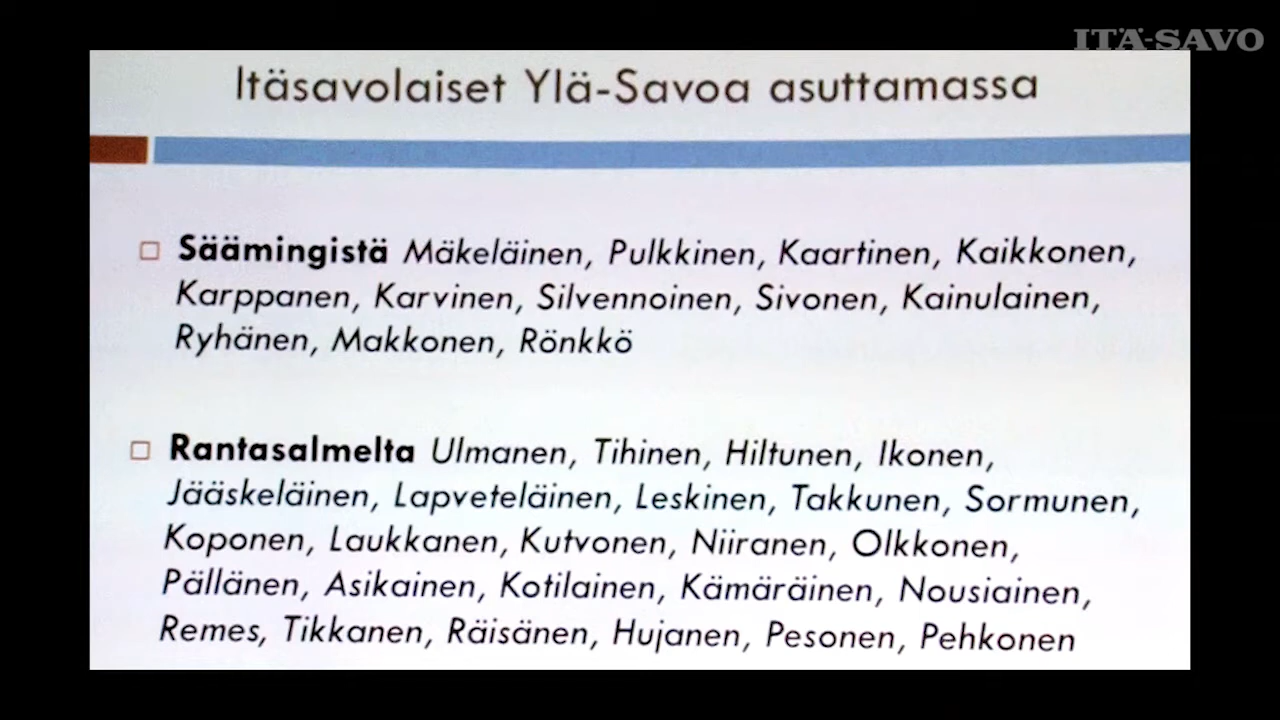 ITÄ-SAVO
Itäsavolaiset Ylä-Savoa asuttamassa
Säämingistä Mäkeläinen, Pulkkinen, Kaartinen, Kaikkonen,
Karppanen, Karvinen, Silvennoinen, Sivonen, Kainulainen,
Ryhänen, Makkonen, Rönkkö
Rantasalmelta Ulmanen, Tihinen, Hiltunen, Ikonen,
Jääskeläinen, Lapveteläinen, Leskinen, Takkunen, Sormunen,
Koponen, Laukkanen, Kutvonen, Niiranen, Olkkonen,
Pällänen, Asikainen, Kotilainen, Kämäräinen, Nousiainen,
Remes, Tikkanen, Räisänen, Hujanen, Pesonen, Pehkonen